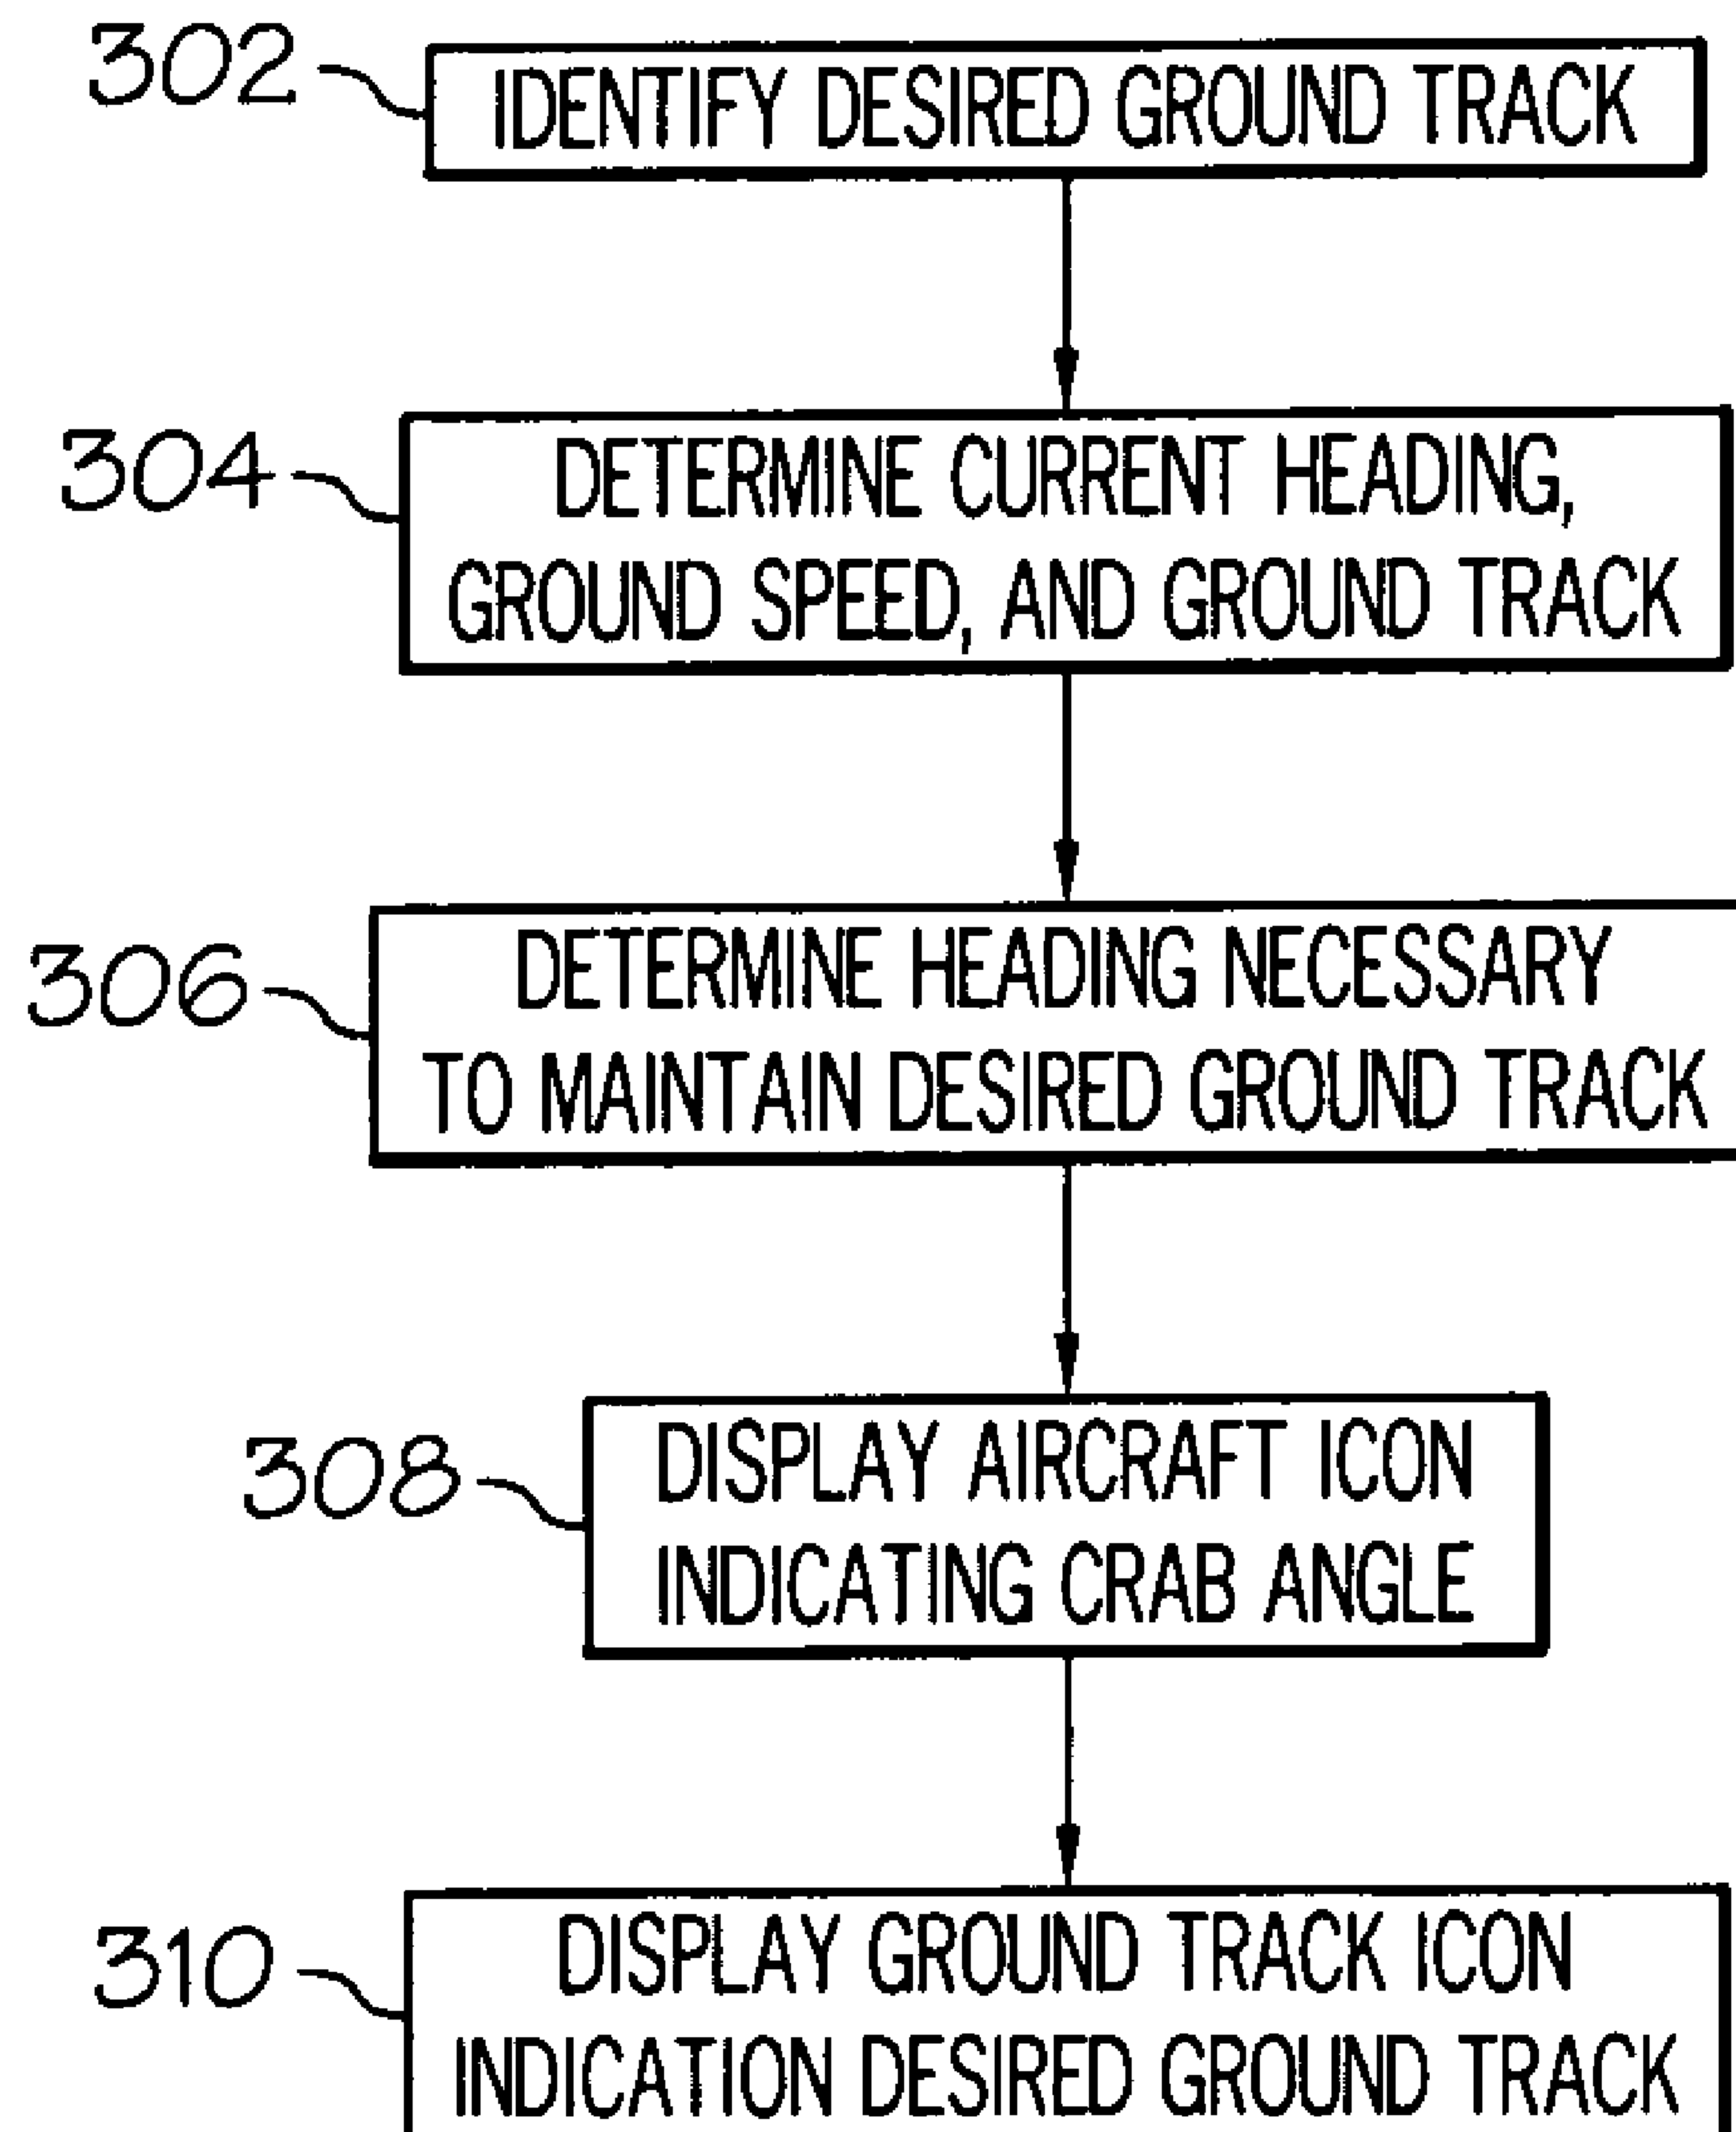 302
IDENTIFY DESIRED GROUND TRACK
304
DETERMINE CURRENT HEADING,
GROUND SPEED, AND GROUND TRACK
306
DETERMINE HEADING NECESSARY
TO MAINTAIN DESIRED GROUND TRACK
308
DISPLAY AIRCRAFT ICON
INDICATING CRAB ANGLE
310
DISPLAY GROUND TRACK ICON
INDICATION DESIRED GROUND TRACK